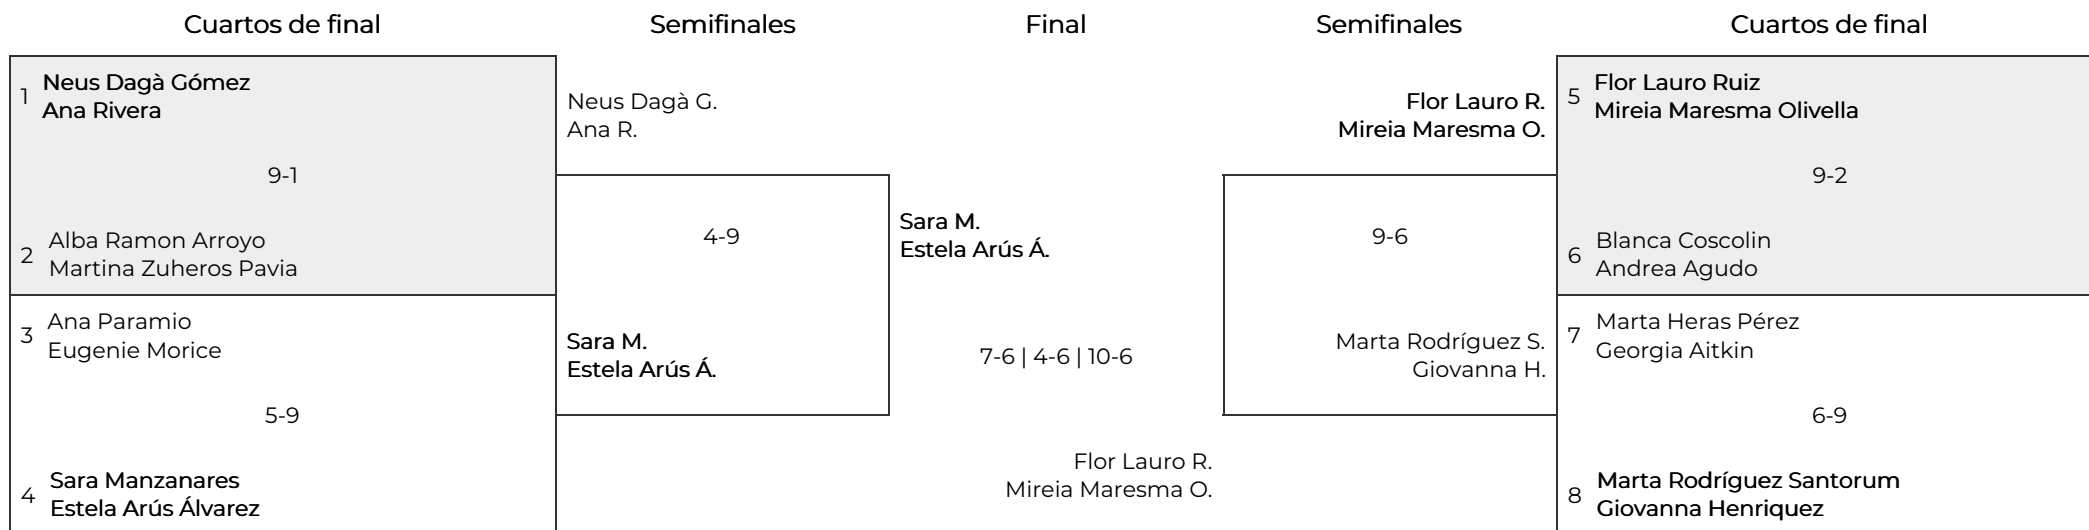 Cuartos de final
Semifinales
Final
Semifinales
Cuartos de final
1
Neus Dagà Gómez
Ana Rivera
9-1
2
Alba Ramon Arroyo
Martina Zuheros Pavia
3
Ana Paramio
Eugenie Morice
5-9
4
Sara Manzanares
Estela Arús Álvarez
Neus Dagà G.
Ana R.
4-9
Sara M.
Estela Arús Á.
Sara M.
Estela Arús Á.
7-6 | 4-6 | 10-6
Flor Lauro R.
Mireia Maresma O.
Flor Lauro R.
Mireia Maresma O.
9-6
Marta Rodríguez S.
Giovanna H.
5
Flor Lauro Ruiz
Mireia Maresma Olivella
9-2
6
Blanca Coscolin
Andrea Agudo
7
Marta Heras Pérez
Georgia Aitkin
6-9
8
Marta Rodríguez Santorum
Giovanna Henriquez